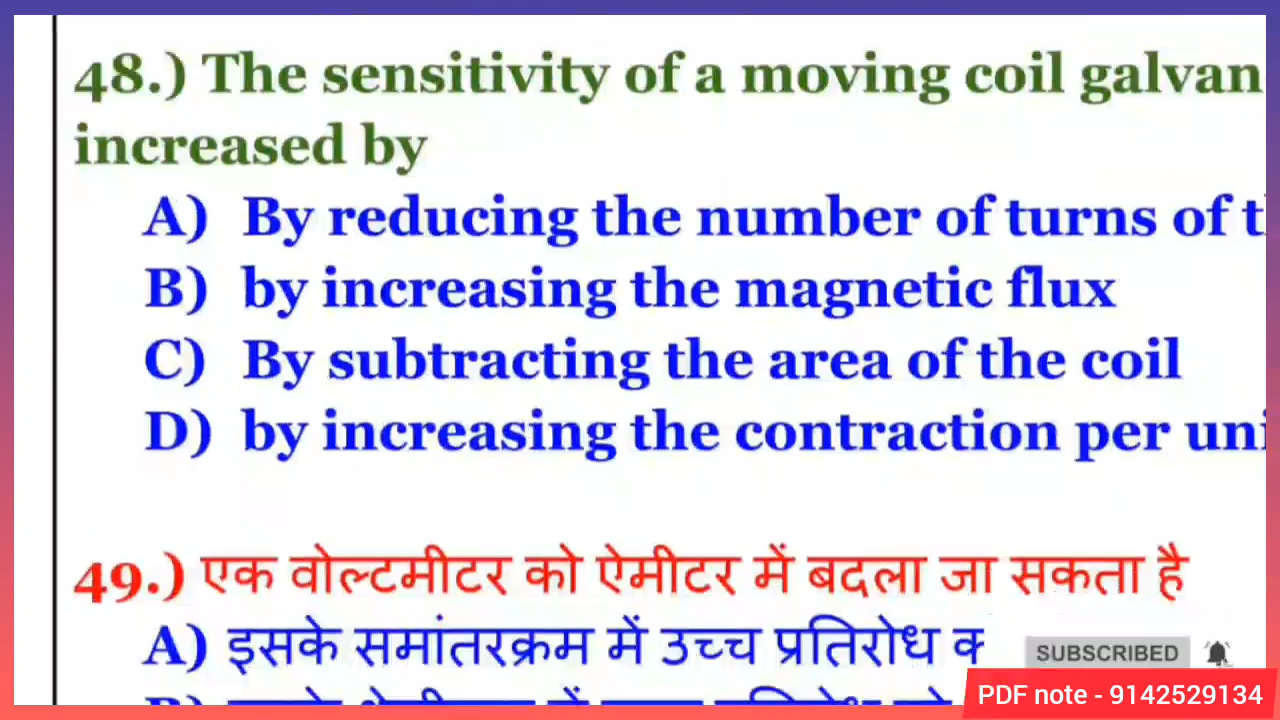 48.) The sensitivity of a moving coil galvan
increased by
A) By reducing the number of turns of t
B) by increasing the magnetic flux
C) By subtracting the area of the coil
D) by increasing the contraction per uni
49.) एक वोल्टमीटर को ऐमीटर में बदला जा सकता है
A) इसके समांतरक्रम में उच्च प्रतिरोध क
SUBSCRIBED
PDF note - 9142529134